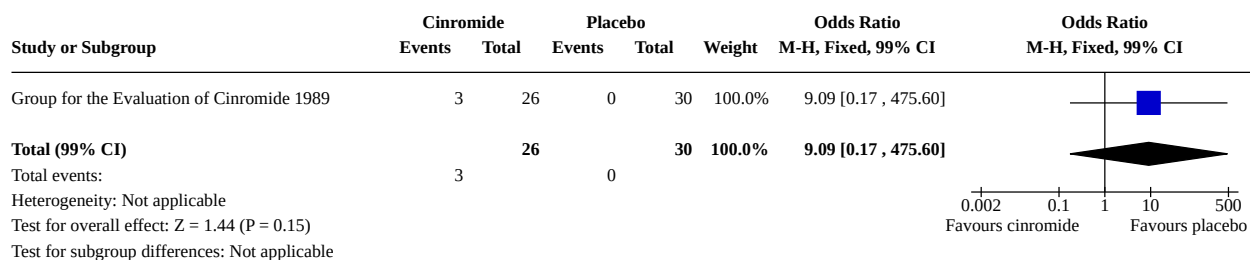 Cinromide Placebo Odds Ratio Odds Ratio
Study or Subgroup Events Total Events Total Weight M-H, Fixed, 99% CI M-H, Fixed, 99% CI
Group for the Evaluation of Cinromide 1989 3 26 0 30 100.0% 9.09 [0.17 , 475.60]
Total (99% CI) 26 30 100.0% 9.09 [0.17 , 475.60]
Total events: 3 0
Heterogeneity: Not applicable
0.002 0.1 1 10 500
Test for overall effect: Z = 1.44 (P = 0.15) Favours cinromide Favours placebo
Test for subgroup differences: Not applicable